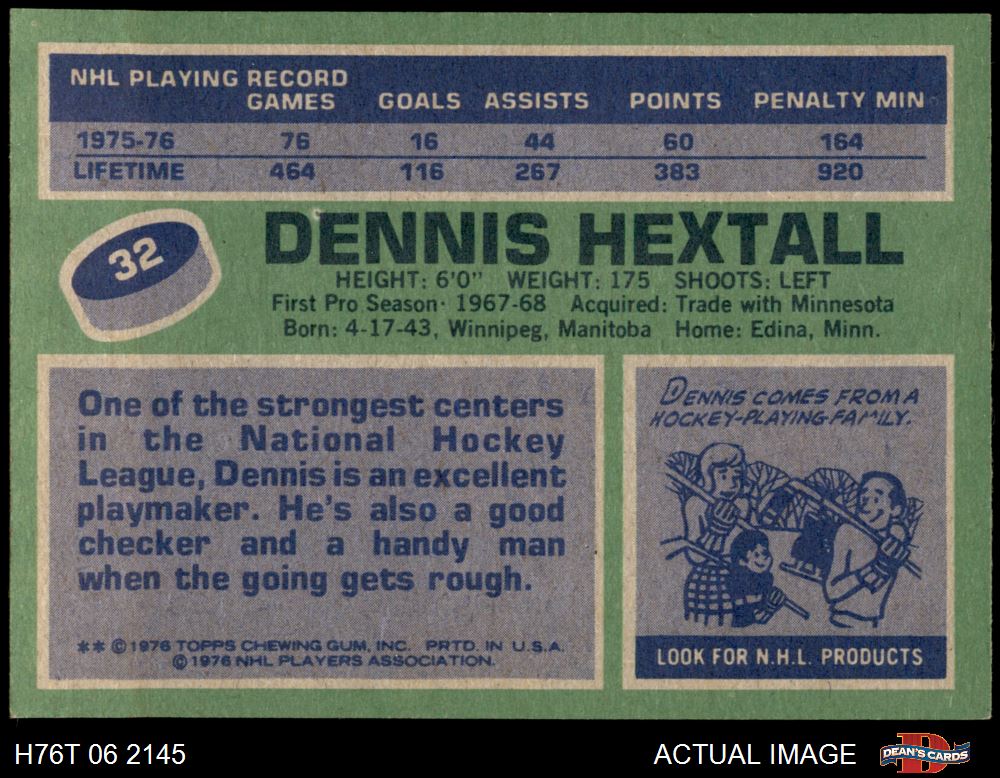 NHL PLAYING RECORD
GAMES GOALS ASSISTS POINTS PENALTY MIN
1975-76 76 16 44 60 164
LIFETIME 464 116 267 383 920
32
DENNIS HEXTALL
HEIGHT: 6'0" WEIGHT: 175 SHOOTS: LEFT
First Pro Season· 1967-68 Acquired: Trade with Minnesota
Born: 4-17-43, Winnipeg, Manitoba Home: Edina, Minn.
One of the strongest centers
in the National Hockey
League, Dennis is an excellent
playmaker. He's also a good
checker and a handy man
when the going gets rough.
** ©1976 TOPPS CHEWING GUM, INC. PRTD. IN U.S.A.
©1976 NHL PLAYERS ASSOCIATION.
DENNIS COMES FROM A
HOCKEY-PLAYING-FAMILY.
LOOK FOR N.H.L. PRODUCTS
H76T 06 2145
ACTUAL IMAGE
DEAN'S CARDS